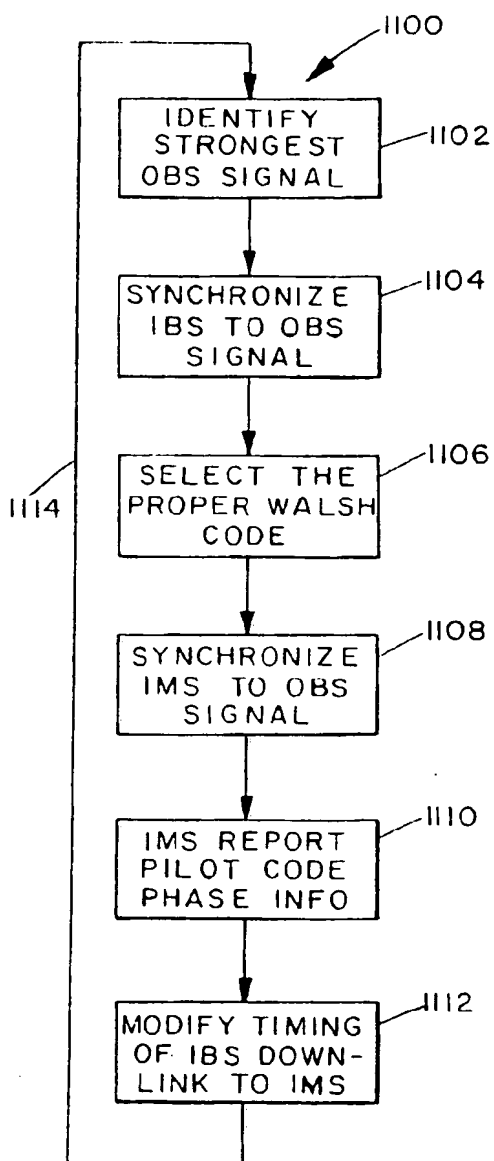 1100
IDENTIFY
STRONGEST
OBS SIGNAL
1102
SYNCHRONIZE
IBS TO OBS
SIGNAL
1104
SELECT THE
PROPER WALSH
CODE
1106
1114
SYNCHRONIZE
IMS TO OBS
SIGNAL
1108
IMS REPORT
PILOT CODE
PHASE INFO
1110
MODIFY TIMING
OF IBS DOWN-
LINK TO IMS
1112